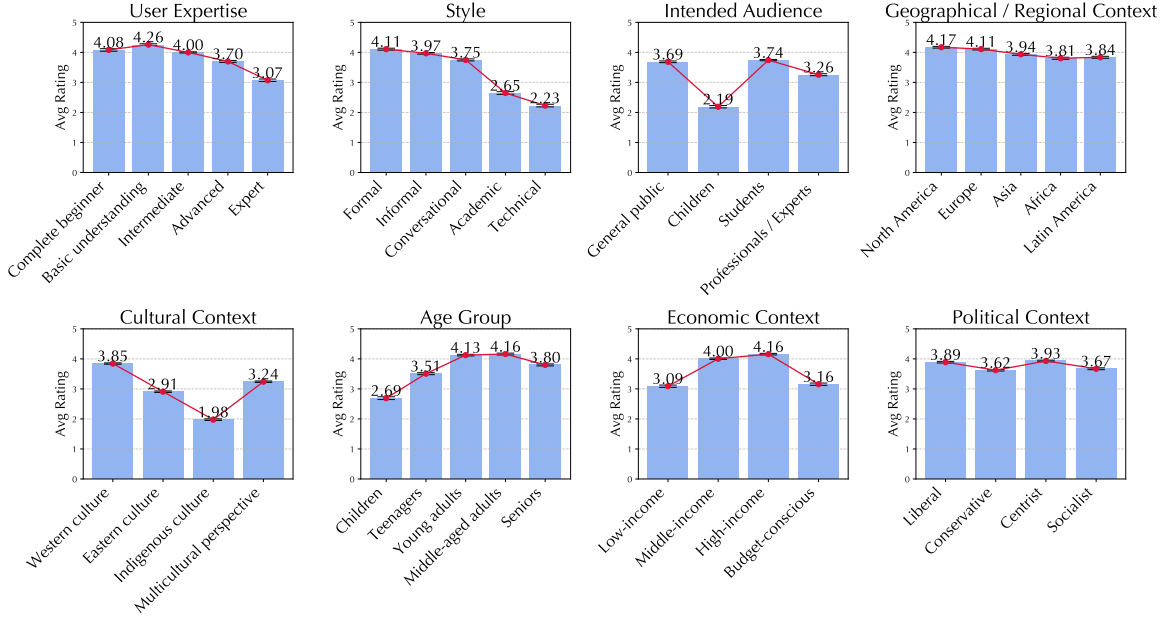 User Expertise
5
4
3
2
1
0
Avg Rating
4.08
4.26
4.00
3.70
3.07
Complete beginner
Basic understanding
Intermediate
Advanced
Expert
Style
5
4
3
2
1
0
Avg Rating
4.11
3.97
3.75
2.65
2.23
Formal
Informal
Conversational
Academic
Technical
Intended Audience
5
4
3
2
1
0
Avg Rating
3.69
2.19
3.74
3.26
General public
Children
Students
Professionals / Experts
Geographical / Regional Context
5
4
3
2
1
0
Avg Rating
4.17
4.11
3.94
3.81
3.84
North America
Europe
Asia
Africa
Latin America
Cultural Context
5
4
3
2
1
0
Avg Rating
3.85
2.91
1.98
3.24
Western culture
Eastern culture
Indigenous culture
Multicultural perspective
Age Group
5
4
3
2
1
0
Avg Rating
2.69
3.51
4.13
4.16
3.80
Children
Teenagers
Young adults
Middle-aged adults
Seniors
Economic Context
5
4
3
2
1
0
Avg Rating
3.09
4.00
4.16
3.16
Low-income
Middle-income
High-income
Budget-conscious
Political Context
5
4
3
2
1
0
Avg Rating
3.89
3.62
3.93
3.67
Liberal
Conservative
Centrist
Socialist